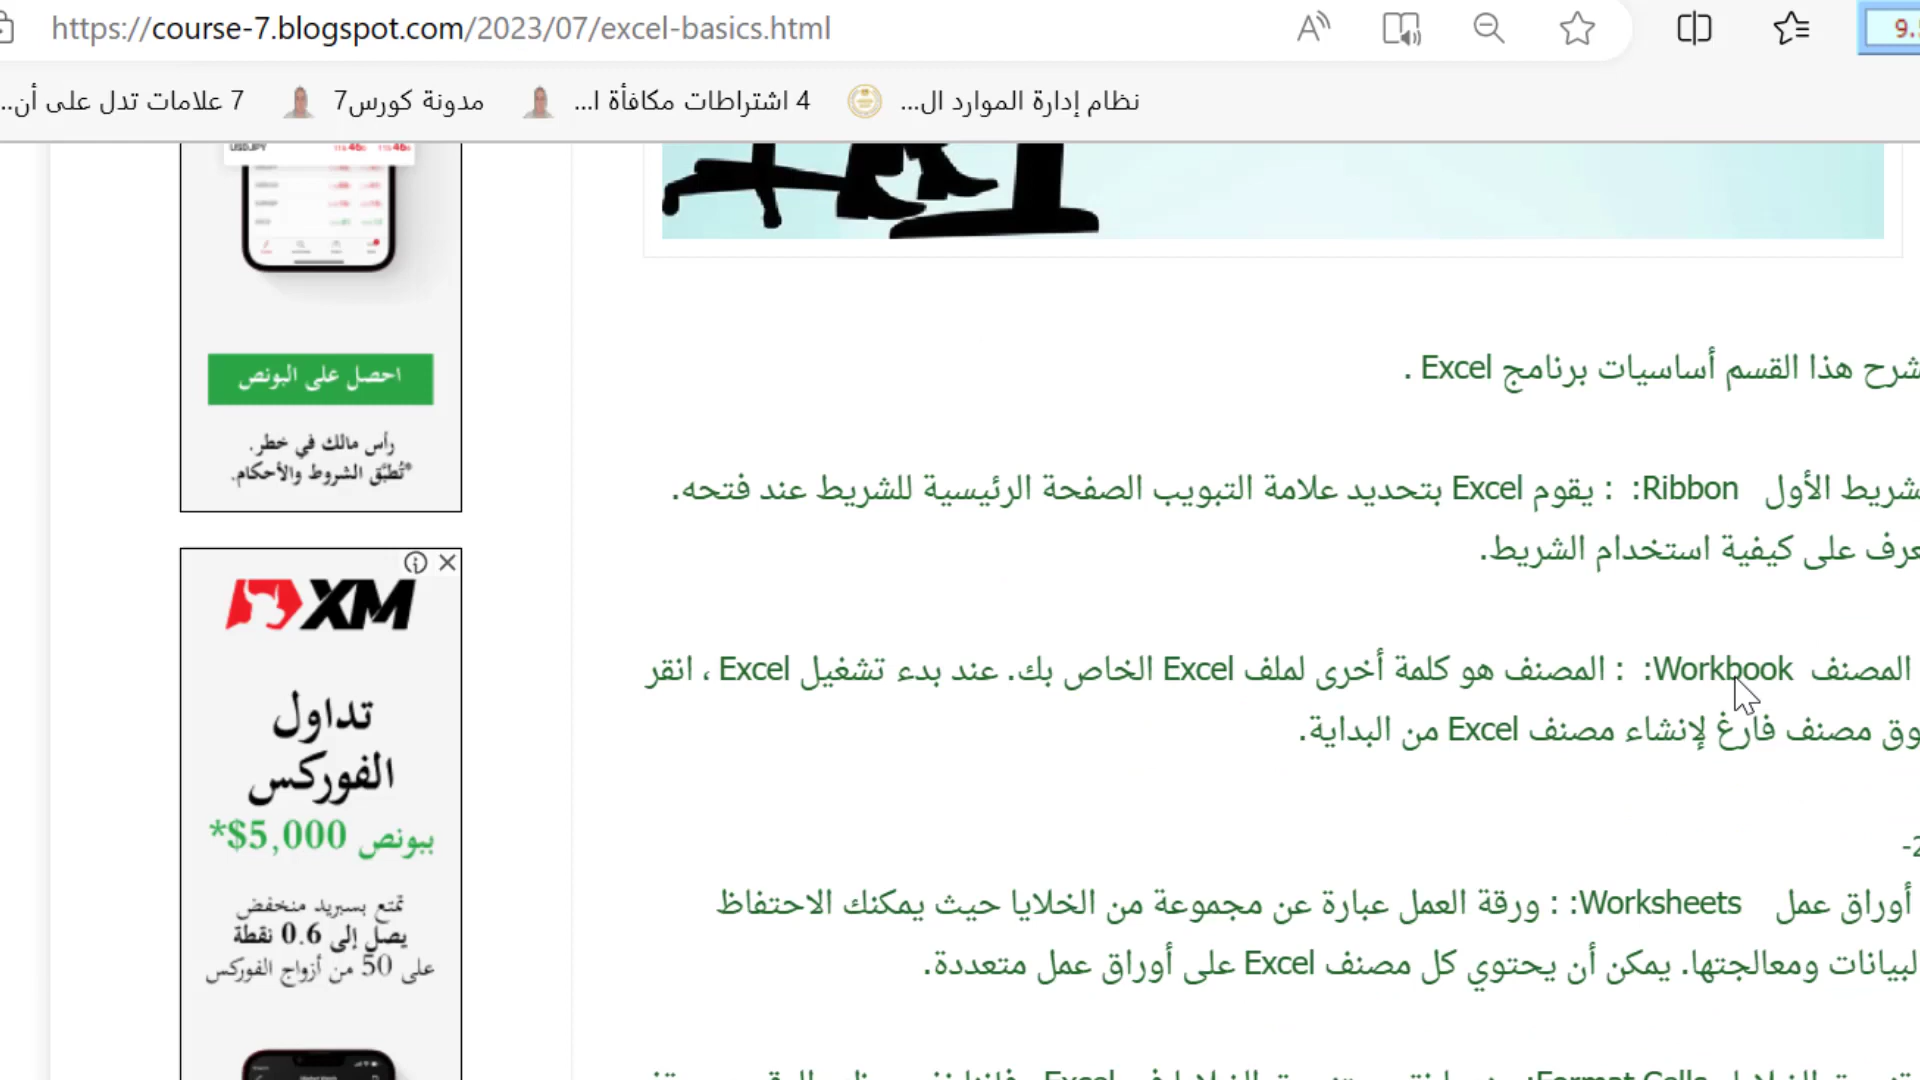 https://course-7.blogspot.com/2023/07/excel-basics.html
نظام إدارة الموارد ال...
4 اشتراطات مكافأة ا...
مدونة كورس7
7 علامات تدل على أن...
USDJPY
احصل على البونص
رأس مالك في خطر.
*تُطبَّق الشروط والأحكام.
XM
تداول
الفوركس
ببونص 5,000$*
تمتع بسبريد منخفض
يصل إلى 0.6 نقطة
على 50 من أزواج الفوركس
شرح هذا القسم أساسيات برنامج Excel .
شريط الأول Ribbon: : يقوم Excel بتحديد علامة التبويب الصفحة الرئيسية للشريط عند فتحه.
عرف على كيفية استخدام الشريط.
المصنف Workbook: : المصنف هو كلمة أخرى لملف Excel الخاص بك. عند بدء تشغيل Excel ، انقر
وق مصنف فارغ لإنشاء مصنف Excel من البداية.
2-
أوراق عمل Worksheets: : ورقة العمل عبارة عن مجموعة من الخلايا حيث يمكنك الاحتفاظ
لبيانات ومعالجتها. يمكن أن يحتوي كل مصنف Excel على أوراق عمل متعددة.